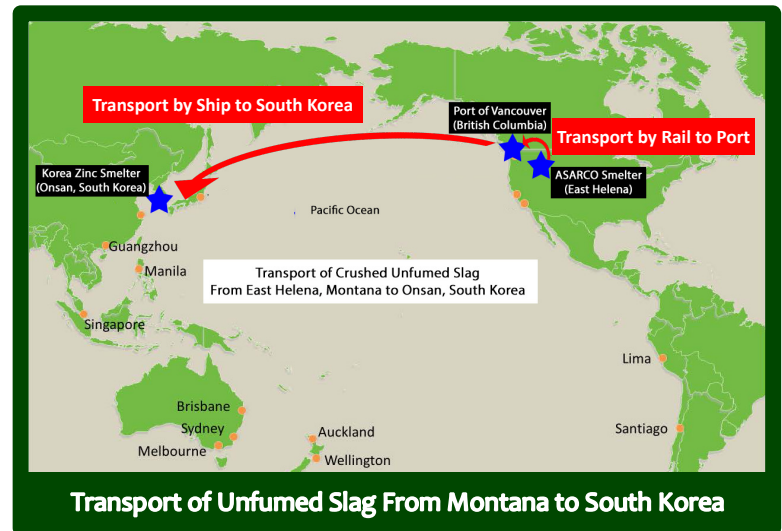 Transport by Ship to South Korea
Port of Vancouver
(British Columbia)
Transport by Rail to Port
Korea Zinc Smelter
(Onsan, South Korea)
ASARCO Smelter
(East Helena)
Pacific Ocean
Guangzhou
Manila
Transport of Crushed Unfumed Slag
From East Helena, Montana to Onsan, South Korea
Singapore
Lima
Brisbane
Sydney
Auckland
Santiago
Melbourne
Wellington
Transport of Unfumed Slag From Montana to South Korea